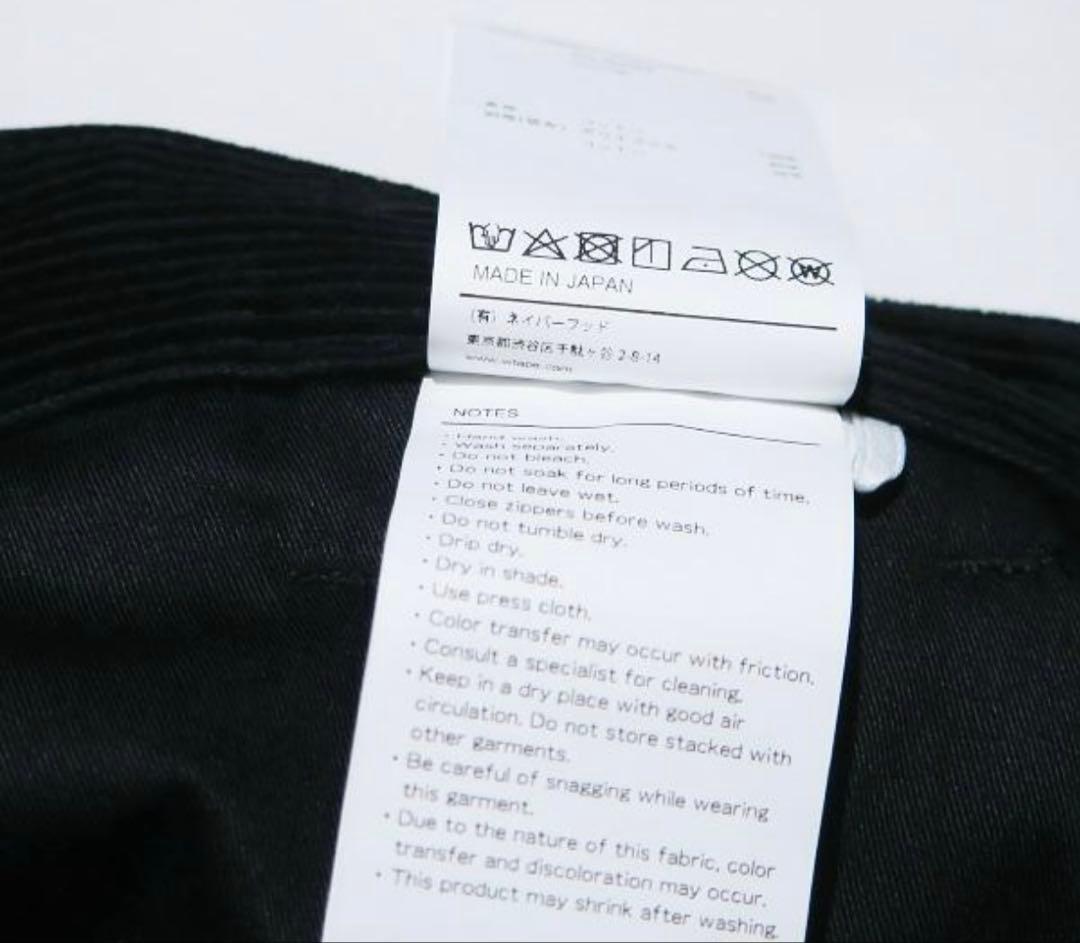 MADE IN JAPAN
(有) ネイバーフッド
東京都渋谷区千駄ヶ谷 2-8-14
www.wtaps.com
NOTES
・Hand wash.
・Wash separately.
・Do not bleach.
・Do not soak for long periods of time.
・Do not leave wet.
・Close zippers before wash.
・Do not tumble dry.
・Drip dry.
・Dry in shade.
・Use press cloth.
・Color transfer may occur with friction.
・Consult a specialist for cleaning.
・Keep in a dry place with good air
circulation. Do not store stacked with
other garments.
・Be careful of snagging while wearing
this garment.
・Due to the nature of this fabric, color
transfer and discoloration may occur.
・This product may shrink after washing.